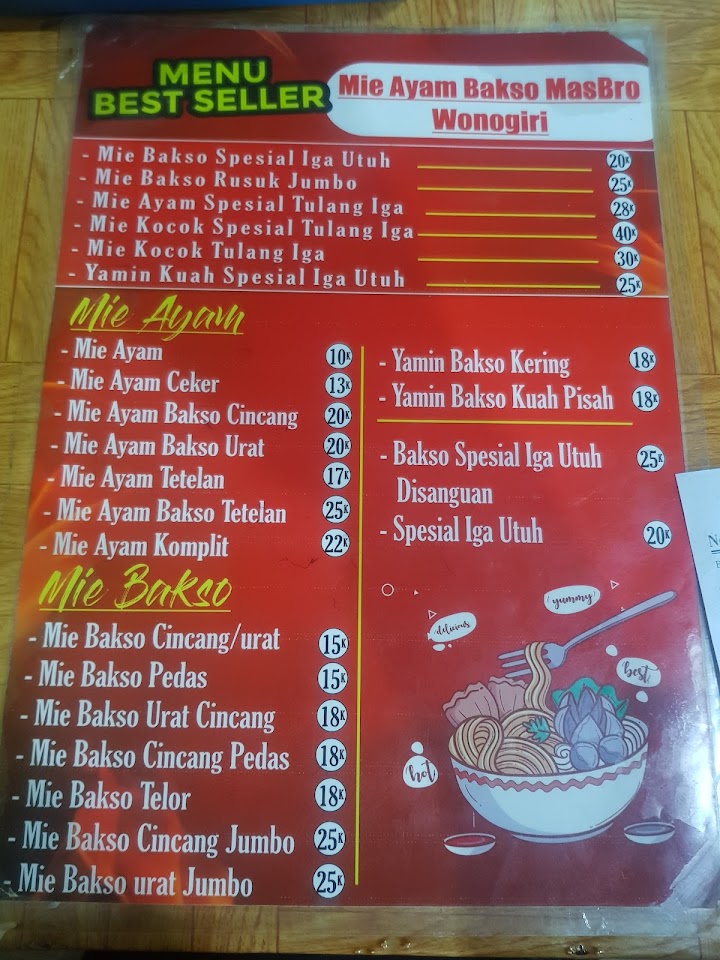 MENU
BEST SELLER
Mie Ayam Bakso MasBro
Wonogiri
- Mie Bakso Spesial Iga Utuh 20K
- Mie Bakso Rusuk Jumbo 25K
- Mie Ayam Spesial Tulang Iga 28K
- Mie Kocok Spesial Tulang Iga 40K
- Mie Kocok Tulang Iga 30K
- Yamin Kuah Spesial Iga Utuh 25K
Mie Ayam
- Mie Ayam 10K
- Mie Ayam Ceker 13K
- Mie Ayam Bakso Cincang 20K
- Mie Ayam Bakso Urat 20K
- Mie Ayam Tetelan 17K
- Mie Ayam Bakso Tetelan 25K
- Mie Ayam Komplit 22K
Mie Bakso
- Mie Bakso Cincang/urat 15K
- Mie Bakso Pedas 15K
- Mie Bakso Urat Cincang 18K
- Mie Bakso Cincang Pedas 18K
- Mie Bakso Telor 18K
- Mie Bakso Cincang Jumbo 25K
- Mie Bakso urat Jumbo 25K
- Yamin Bakso Kering 18K
- Yamin Bakso Kuah Pisah 18K
- Bakso Spesial Iga Utuh 25K
Disanguan
- Spesial Iga Utuh 20K
yummy
delicious
best
hot